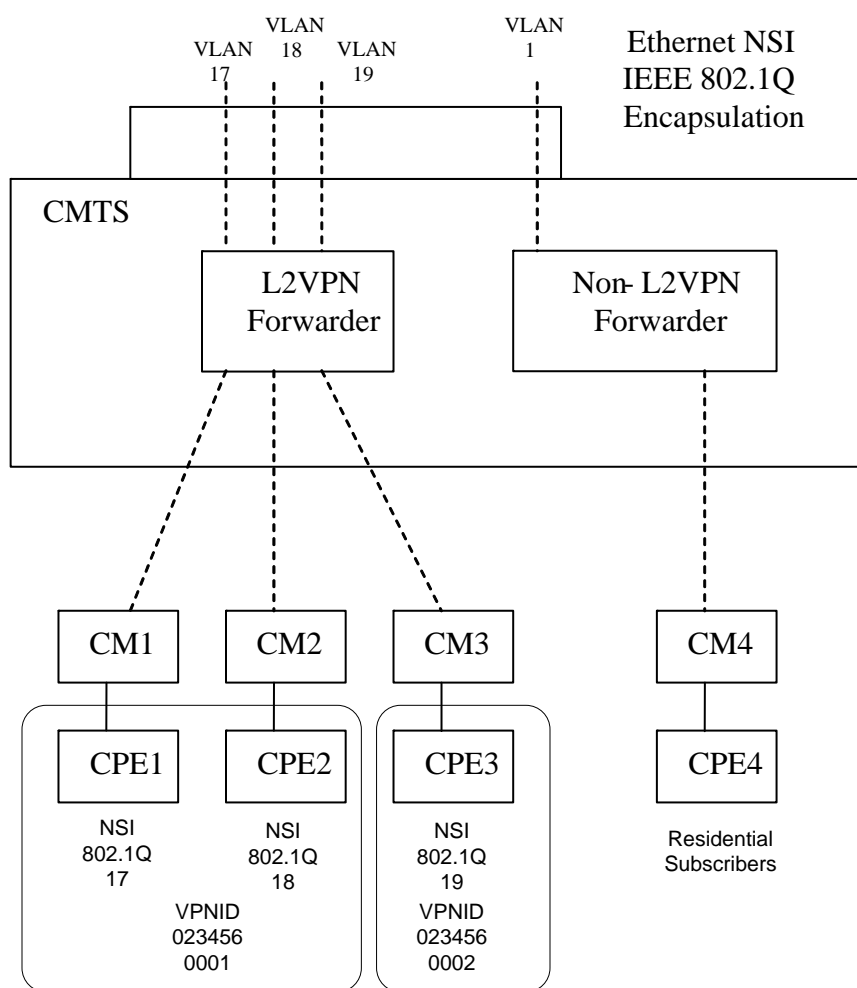 VLAN
17
VLAN
18
VLAN
19
VLAN
1
Ethernet NSI
IEEE 802.1Q
Encapsulation
CMTS
L2VPN
Forwarder
Non- L2VPN
Forwarder
CM1
CM2
CM3
CM4
CPE1
CPE2
CPE3
CPE4
NSI
802.1Q
17
NSI
802.1Q
18
VPNID
023456
0001
NSI
802.1Q
19
VPNID
023456
0002
Residential
Subscribers